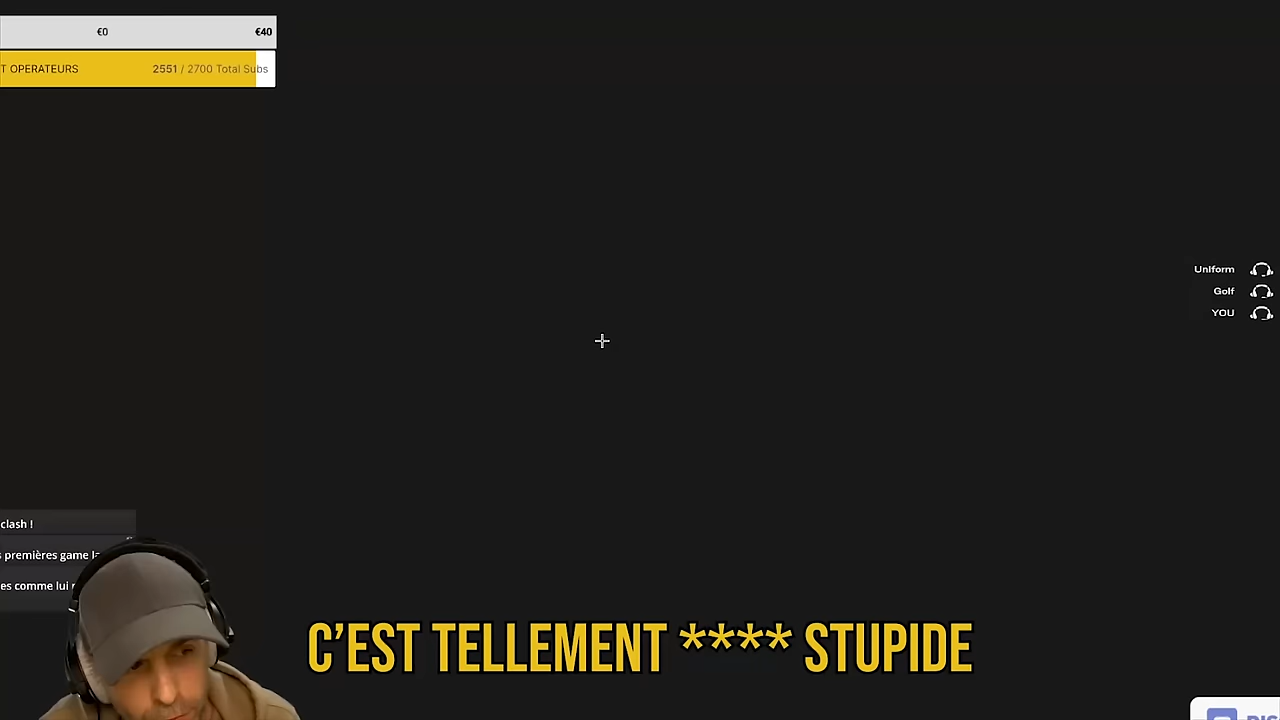 €0 €40
T OPERATEURS 2551 / 2700 Total Subs
Uniform
Golf
YOU
clash !
premières game
es comme lui
C'EST TELLEMENT **** STUPIDE